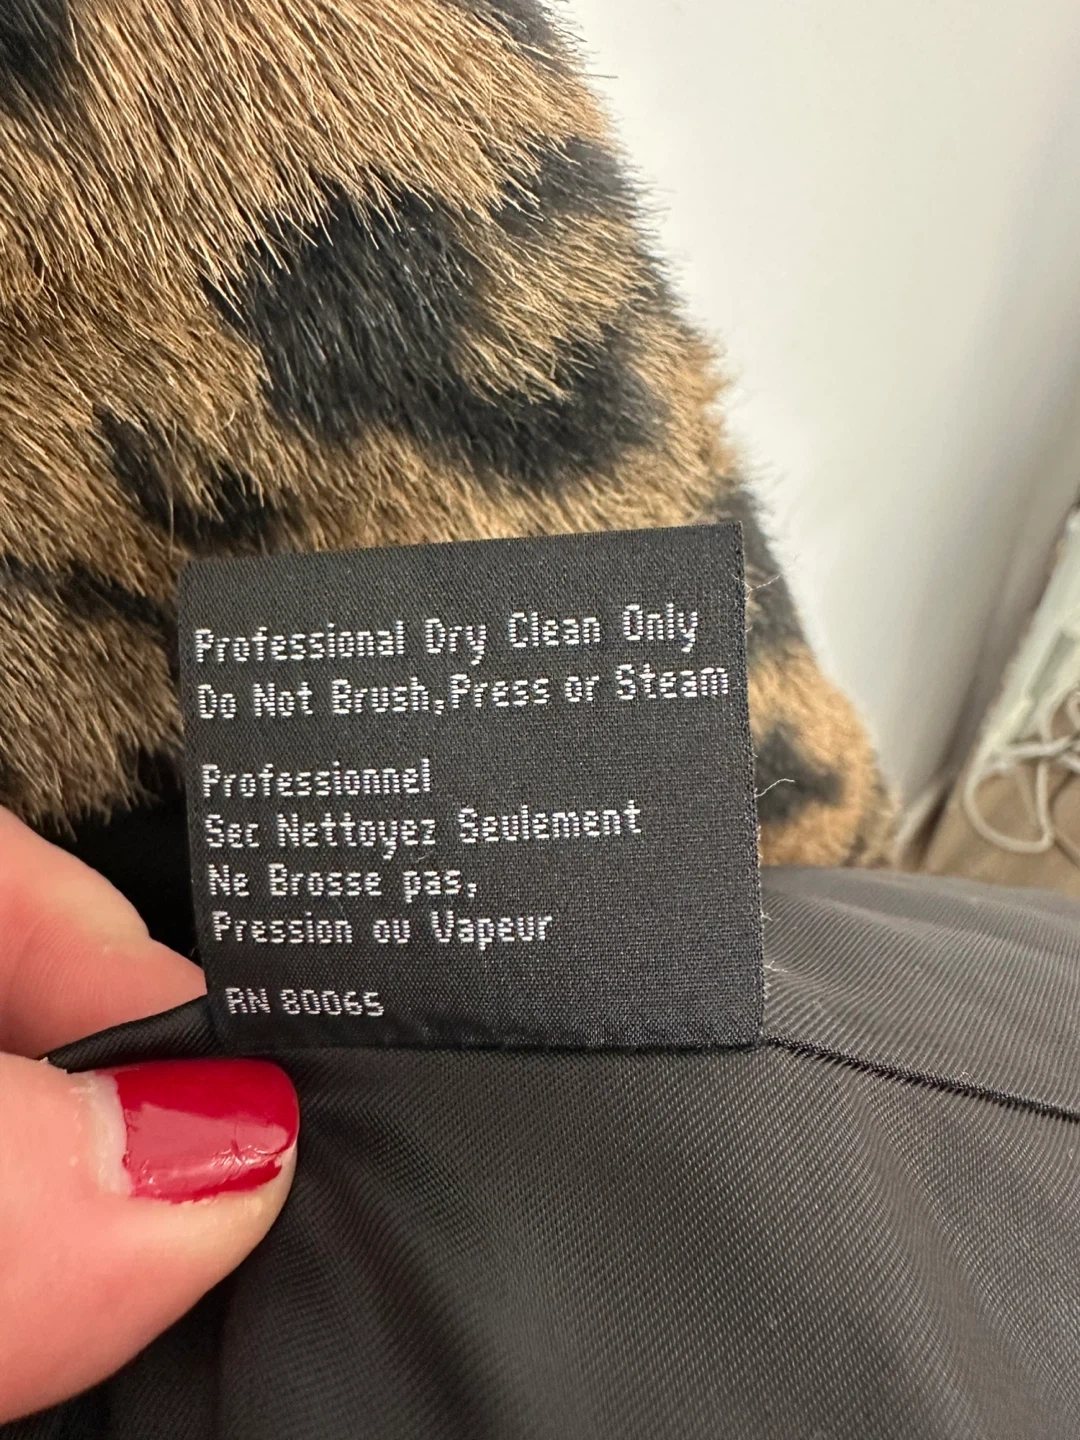 Professional Dry Clean Only
Do Not Brush,Press or Steam
Professionnel
Sec Nettoyez Seulement
Ne Brosse pas,
Pression ou Vapeur
RN 80065